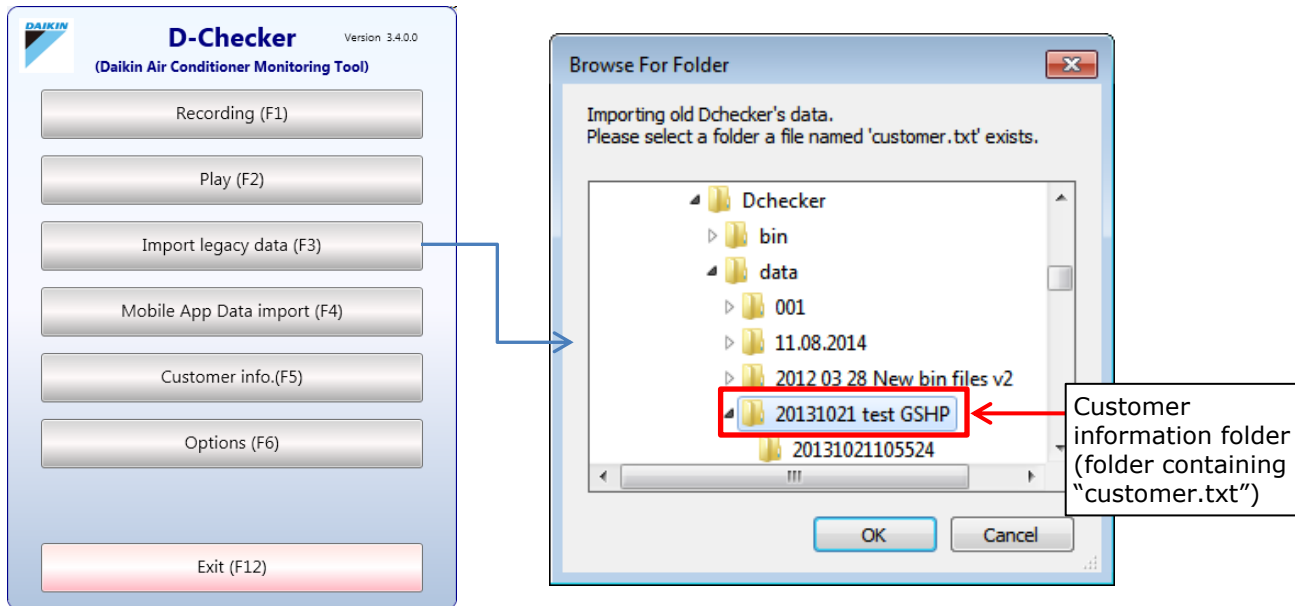 DAIKIN
D-Checker
Version 3.4.0.0
(Daikin Air Conditioner Monitoring Tool)
Recording (F1)
Play (F2)
Import legacy data (F3)
Mobile App Data import (F4)
Customer info.(F5)
Options (F6)
Exit (F12)
Browse For Folder
Importing old Dchecker's data.
Please select a folder a file named 'customer.txt' exists.
Dchecker
bin
data
001
11.08.2014
2012 03 28 New bin files v2
20131021 test GSHP
20131021105524
OK
Cancel
Customer
information folder
(folder containing
“customer.txt”)